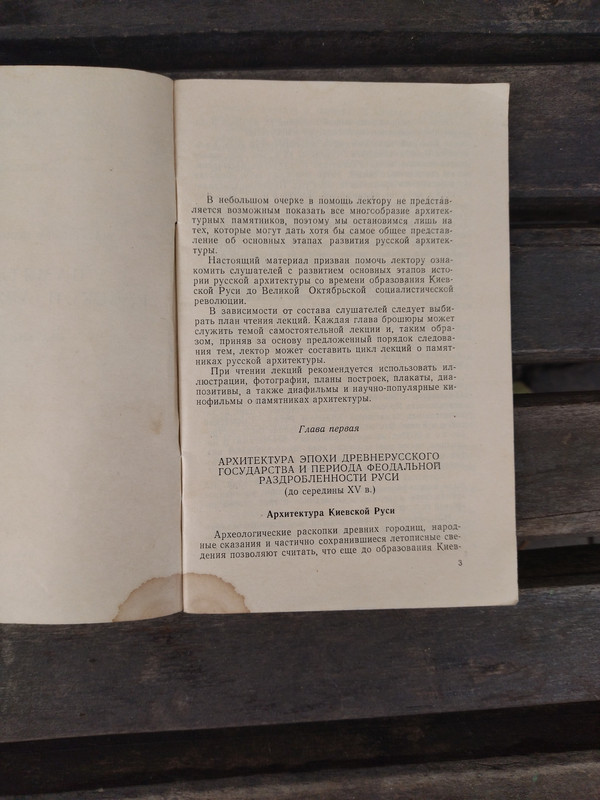 В небольшом очерке в помощь лектору не представ-
ляется возможным показать все многообразие архитек-
турных памятников, поэтому мы остановимся лишь на
тех, которые могут дать хотя бы самое общее представ-
ление об основных этапах развития русской архитек-
туры.
Настоящий материал призван помочь лектору озна-
комить слушателей с развитием основных этапов исто-
рии русской архитектуры со времени образования Киев-
ской Руси до Великой Октябрьской социалистической
революции.
В зависимости от состава слушателей следует выби-
рать план чтения лекций. Каждая глава брошюры может
служить темой самостоятельной лекции и, таким обра-
зом, приняв за основу предложенный порядок следова-
ния тем, лектор может составить цикл лекций о памят-
никах русской архитектуры.
При чтении лекций рекомендуется использовать ил-
люстрации, фотографии, планы построек, плакаты, диа-
позитивы, а также диафильмы и научно-популярные ки-
нофильмы о памятниках архитектуры.
Глава первая
АРХИТЕКТУРА ЭПОХИ ДРЕВНЕРУССКОГО
ГОСУДАРСТВА И ПЕРИОДА ФЕОДАЛЬНОЙ
РАЗДРОБЛЕННОСТИ РУСИ
(до середины XV в.)
Архитектура Киевской Руси
Археологические раскопки древних городищ, народ-
ные сказания и частично сохранившиеся летописные све-
дения позволяют считать, что еще до образования Киев-
3